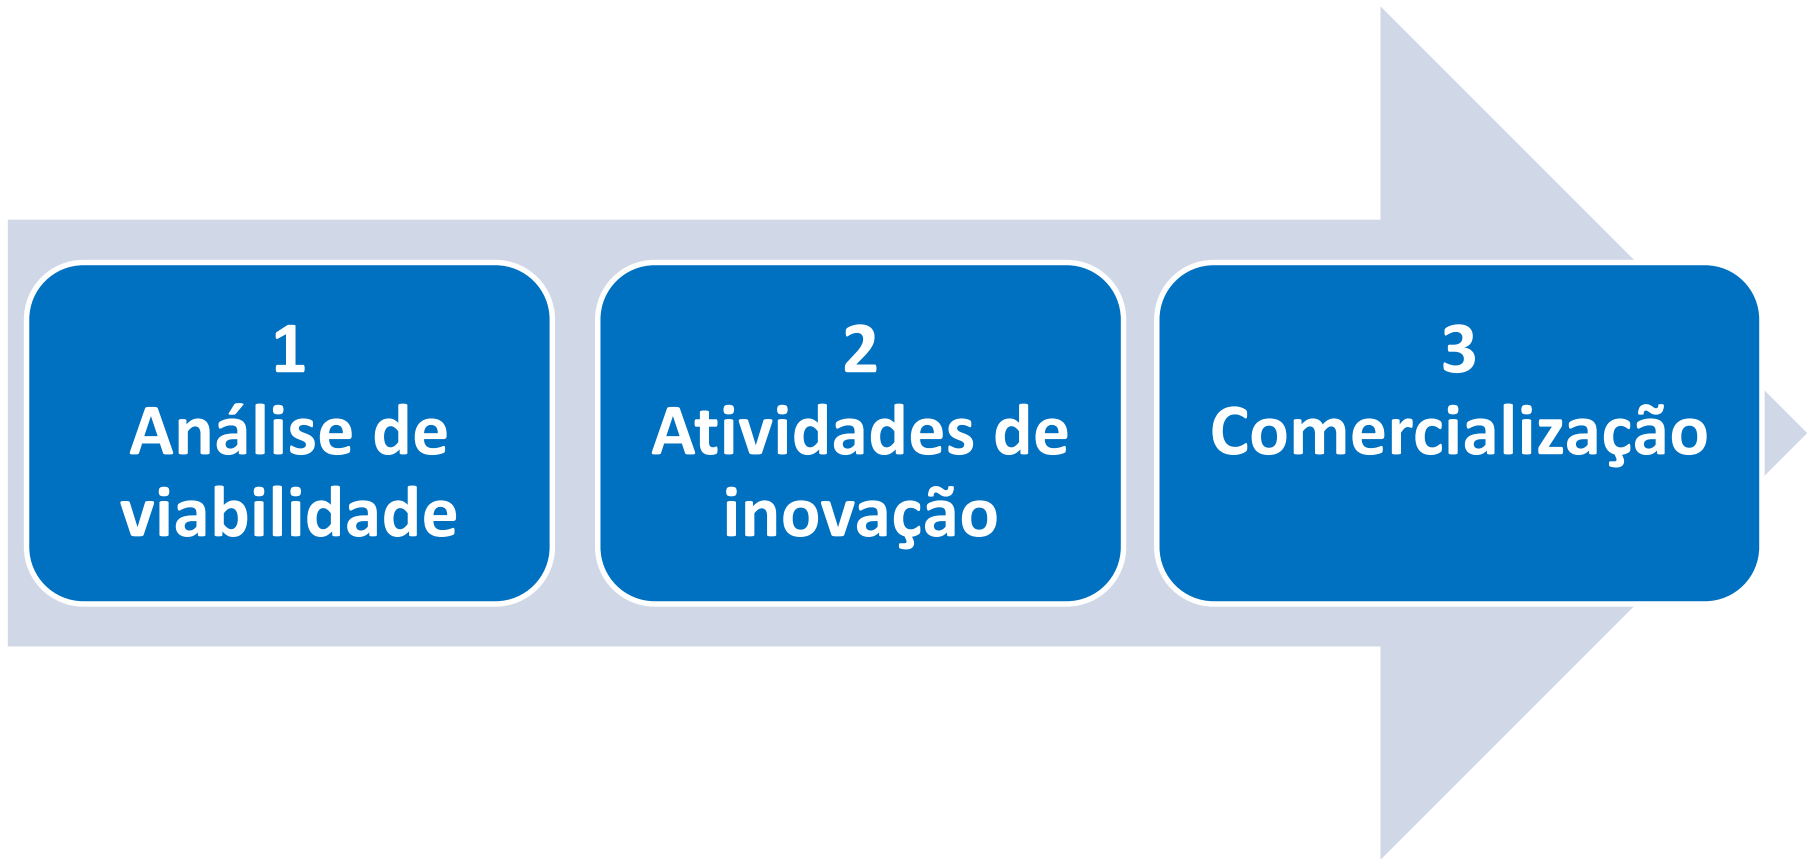 1
Análise de
viabilidade
2
Atividades de
inovação
3
Comercialização